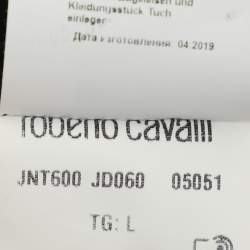 Kleidungsstück Tuch
einlegen
Дата изготовления 04.2019
roberto cavalli
JNT600 JD060 05051
TG: L